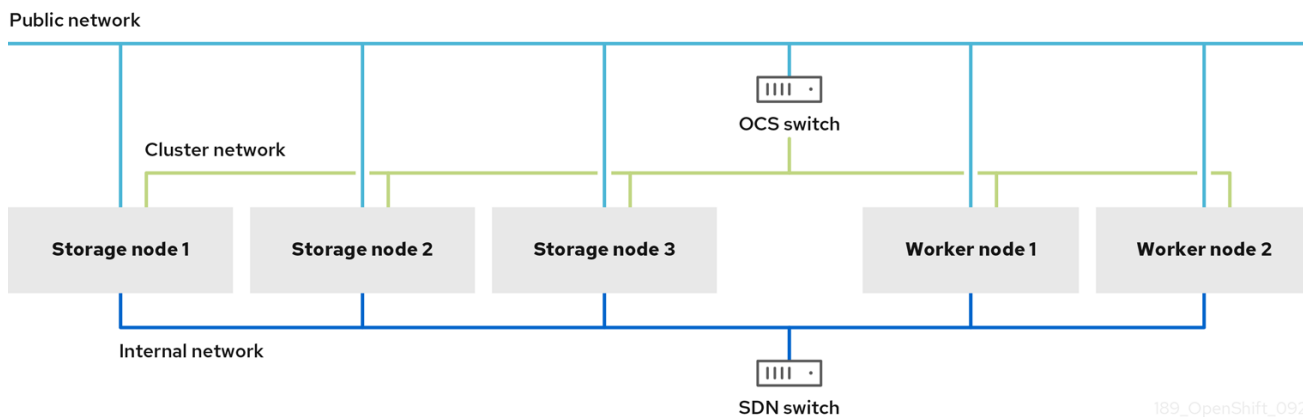 Public network
OCS switch
Cluster network
Storage node 1
Storage node 2
Storage node 3
Worker node 1
Worker node 2
Internal network
SDN switch
189_OpenShift_092